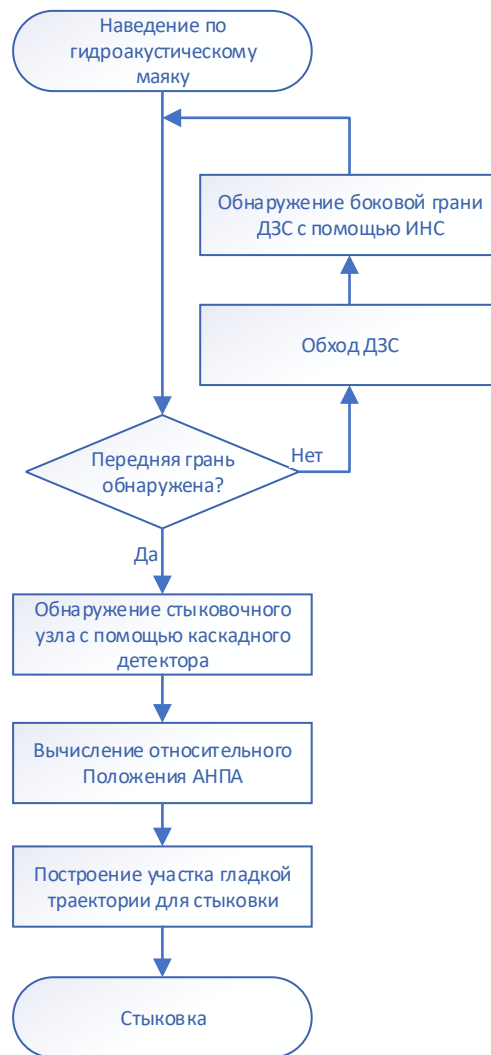 Наведение по
гидроакустическому
маяку
Обнаружение боковой грани
ДЗС с помощью ИНС
Обход ДЗС
Передняя грань
обнаружена?
Нет
Да
Обнаружение стыковочного
узла с помощью каскадного
детектора
Вычисление относительного
Положения АНПА
Построение участка гладкой
траектории для стыковки
Стыковка